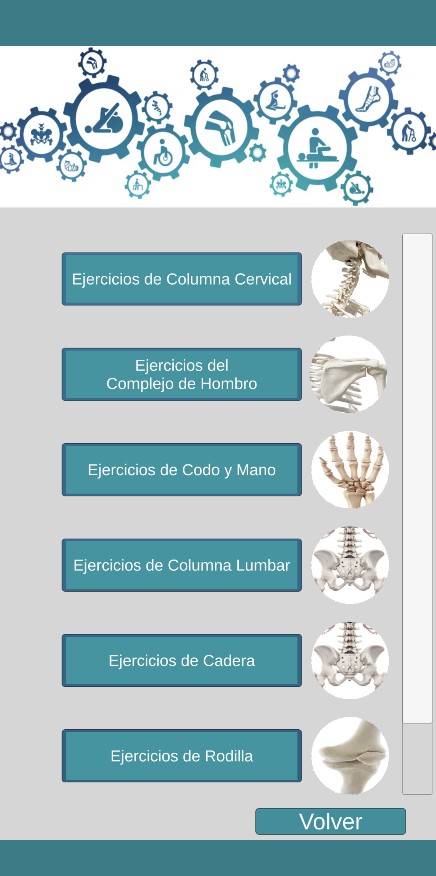 Ejercicios de Columna Cervical
Ejercicios del
Complejo de Hombro
Ejercicios de Codo y Mano
Ejercicios de Columna Lumbar
Ejercicios de Cadera
Ejercicios de Rodilla
Volver